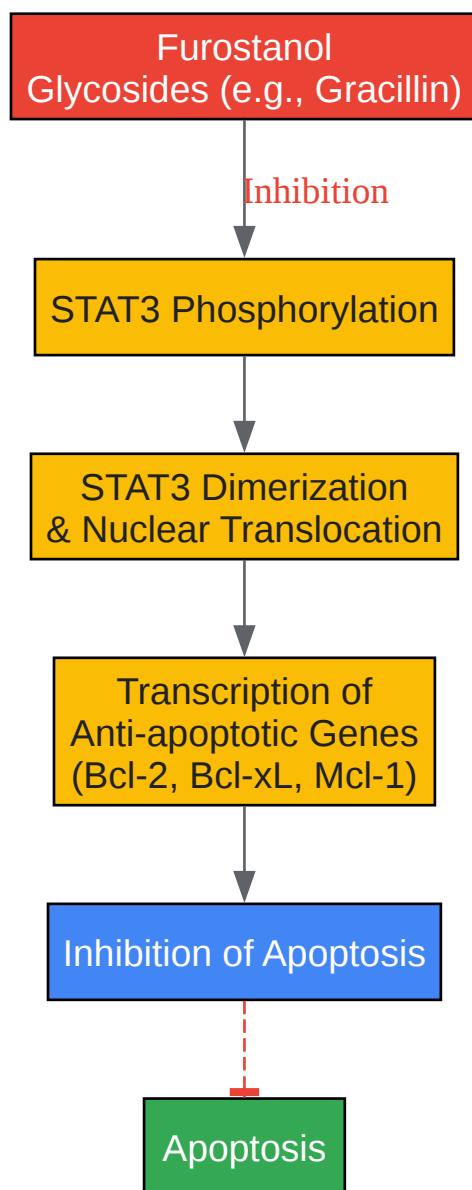 Furostanol
Glycosides (e.g., Gracillin)
Inhibition
STAT3 Phosphorylation
STAT3 Dimerization
& Nuclear Translocation
Transcription of
Anti-apoptotic Genes
(Bcl-2, Bcl-xL, Mcl-1)
Inhibition of Apoptosis
Apoptosis